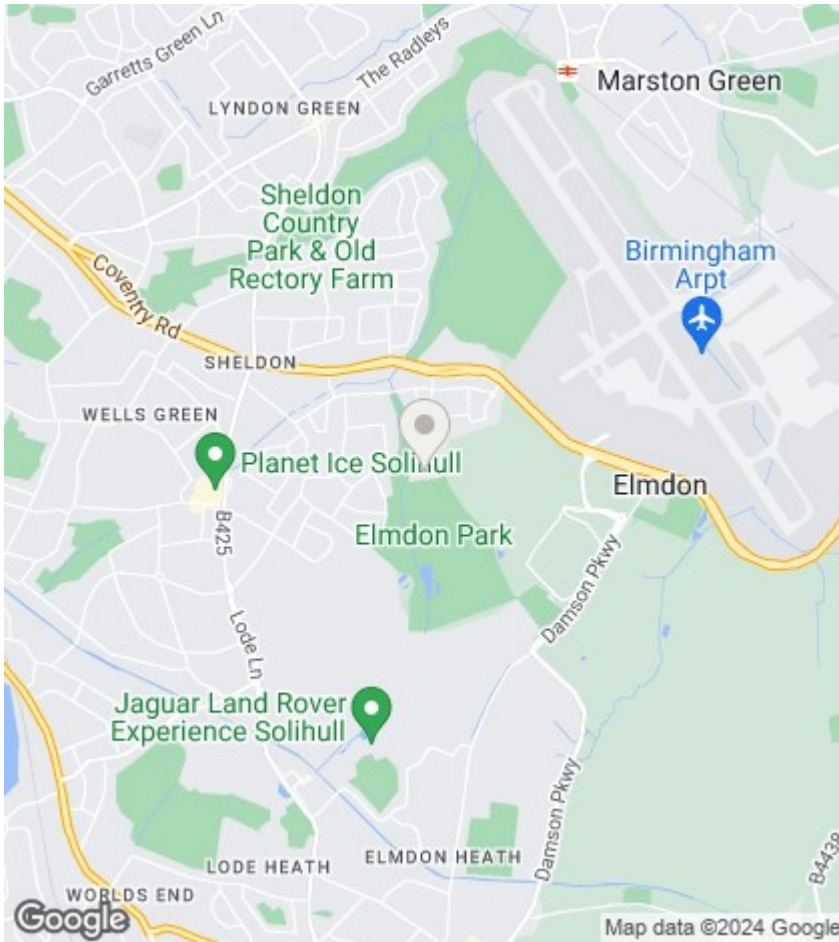 Garretts Green Ln
The Radleys
Marston Green
LYNDON GREEN
Sheldon
Country
Park & Old
Rectory Farm
Birmingham
Arpt
Coventry Rd
SHELDON
WELLS GREEN
Planet Ice Solihull
Elmdon
B425
Elmdon Park
Damson Pkwy
Lode Ln
Jaguar Land Rover
Experience Solihull
Damson Pkwy
B4438
LODE HEATH
ELMDON HEATH
WORLDS END
Google
Map data ©2024 Google